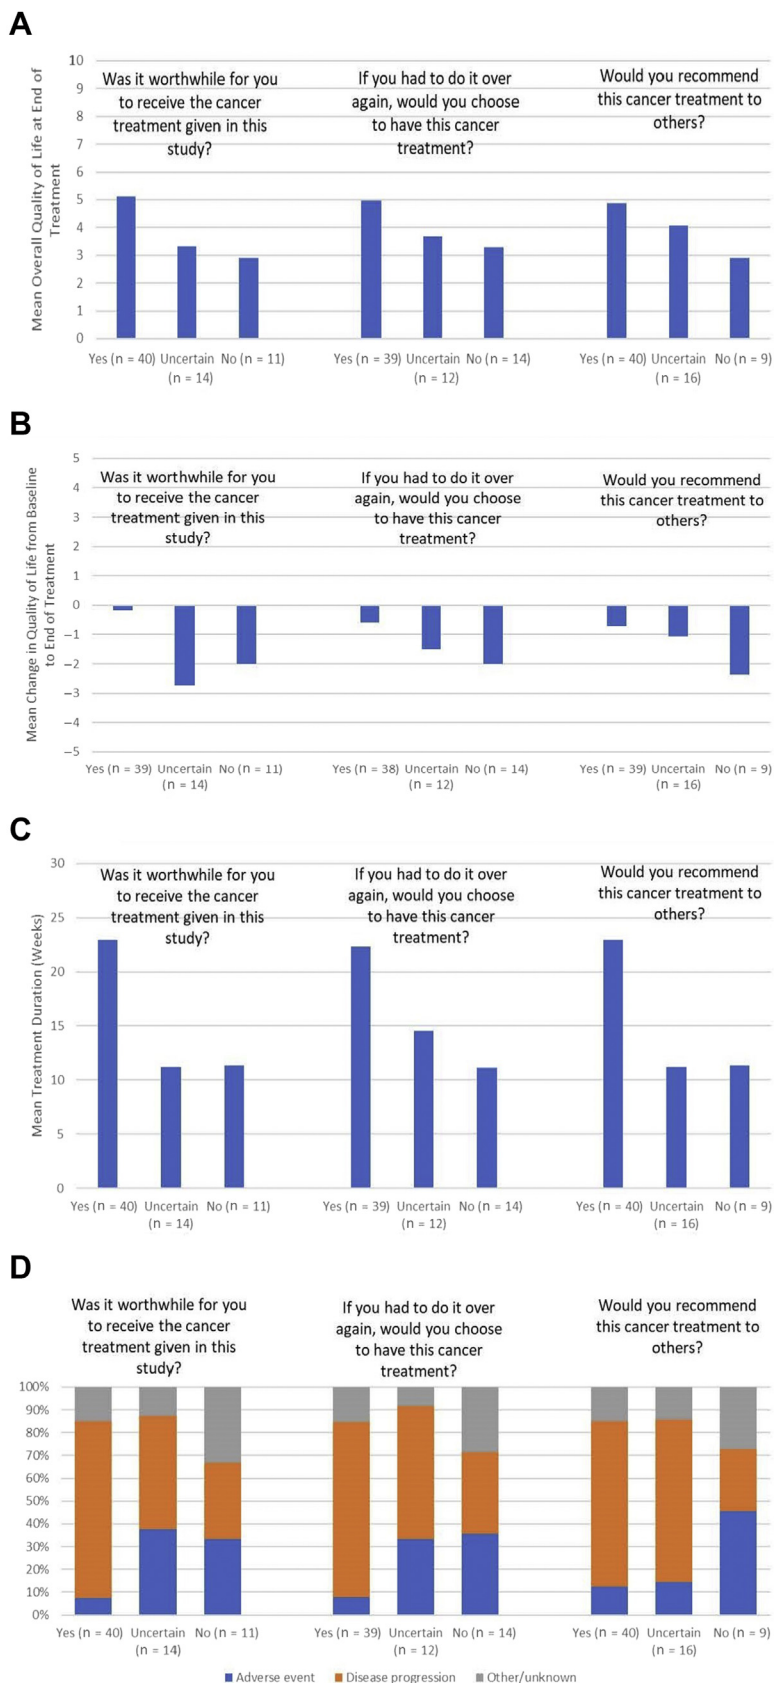 A
Mean Overall Quality of Life at End of
Treatment
10
9
8
7
6
5
4
3
2
1
0
Was it worthwhile for you
to receive the cancer
treatment given in this
study?
If you had to do it over
again, would you choose
to have this cancer
treatment?
Would you recommend
this cancer treatment to
others?
Yes (n = 40) Uncertain No (n = 11)
(n = 14)
Yes (n = 39) Uncertain No (n = 14)
(n = 12)
Yes (n = 40) Uncertain No (n = 9)
(n = 16)
B
Mean Change in Quality of Life from Baseline
to End of Treatment
5
4
3
2
1
0
−1
−2
−3
−4
−5
Was it worthwhile for you
to receive the cancer
treatment given in this
study?
If you had to do it over
again, would you choose
to have this cancer
treatment?
Would you recommend
this cancer treatment to
others?
Yes (n = 39) Uncertain No (n = 11)
(n = 14)
Yes (n = 38) Uncertain No (n = 14)
(n = 12)
Yes (n = 39) Uncertain No (n = 9)
(n = 16)
C
Mean Treatment Duration (Weeks)
30
25
20
15
10
5
0
Was it worthwhile for you
to receive the cancer
treatment given in this
study?
If you had to do it over
again, would you choose
to have this cancer
treatment?
Would you recommend
this cancer treatment to
others?
Yes (n = 40) Uncertain No (n = 11)
(n = 14)
Yes (n = 39) Uncertain No (n = 14)
(n = 12)
Yes (n = 40) Uncertain No (n = 9)
(n = 16)
D
Was it worthwhile for you
to receive the cancer
treatment given in this
study?
If you had to do it over
again, would you choose
to have this cancer
treatment?
Would you recommend
this cancer treatment to
others?
100%
90%
80%
70%
60%
50%
40%
30%
20%
10%
0%
Yes (n = 40) Uncertain No (n = 11)
(n = 14)
Yes (n = 39) Uncertain No (n = 14)
(n = 12)
Yes (n = 40) Uncertain No (n = 9)
(n = 16)
Adverse event Disease progression Other/unknown